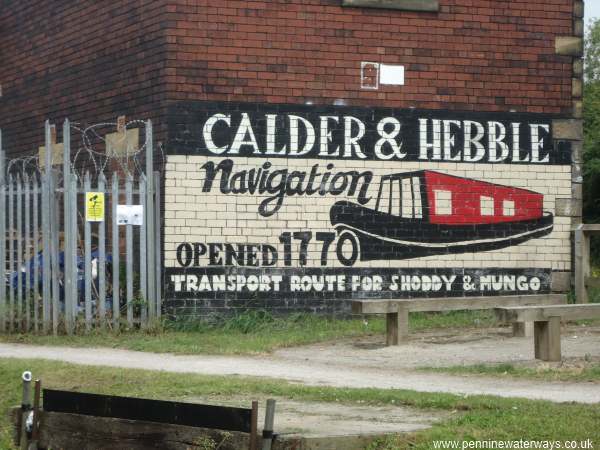 CALDER & HEBBLE
Navigation
OPENED 1770
TRANSPORT ROUTE FOR SHODDY & MUNGO
www.penninewaterways.co.uk